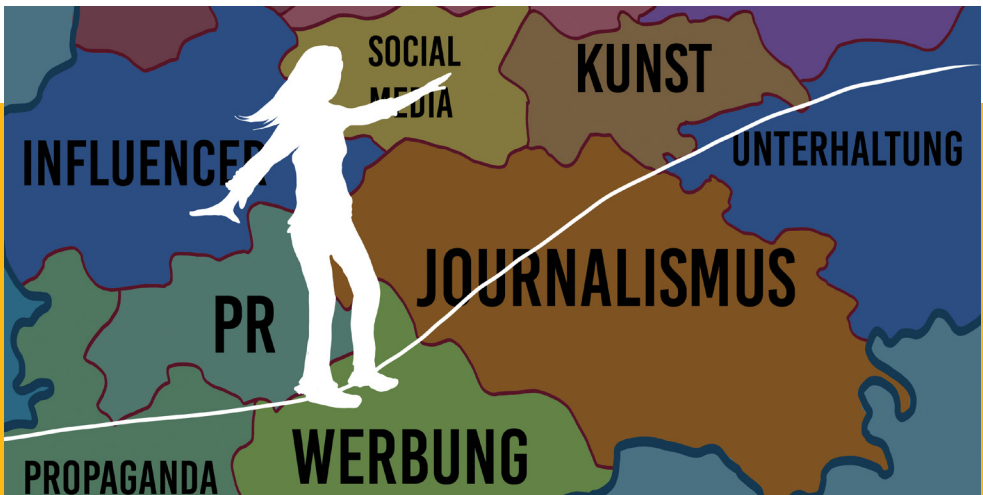 SOCIAL
MEDIA
KUNST
INFLUENCER
UNTERHALTUNG
JOURNALISMUS
PR
WERBUNG
PROPAGANDA